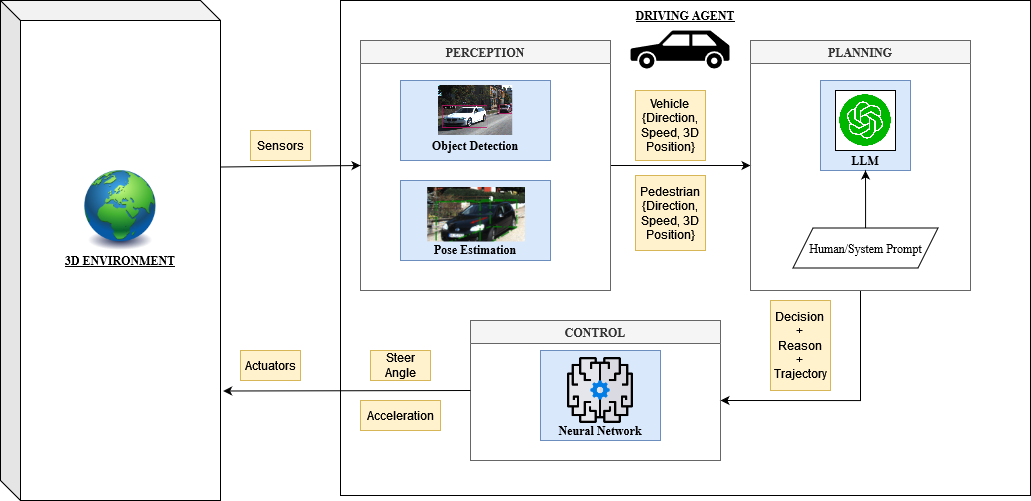 DRIVING AGENT
PERCEPTION
PLANNING
Object Detection
Pose Estimation
Sensors
3D ENVIRONMENT
Vehicle
{Direction,
Speed, 3D
Position}
Pedestrian
{Direction,
Speed, 3D
Position}
LLM
Human/System Prompt
Decision
+
Reason
+
Trajectory
CONTROL
Neural Network
Steer
Angle
Acceleration
Actuators